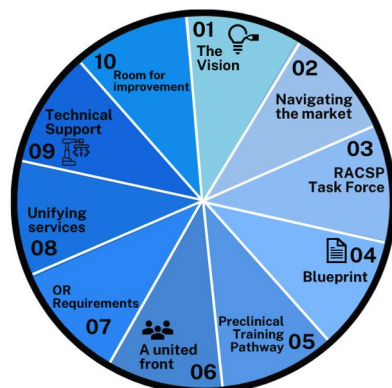 01
The
Vision
02
Navigating
the market
03
RACSP
Task Force
04
Blueprint
Preclinical
Training
Pathway
05
A united
front
06
OR
Requirements
07
Unifying
services
08
Technical
Support
09
10
Room for
improvement